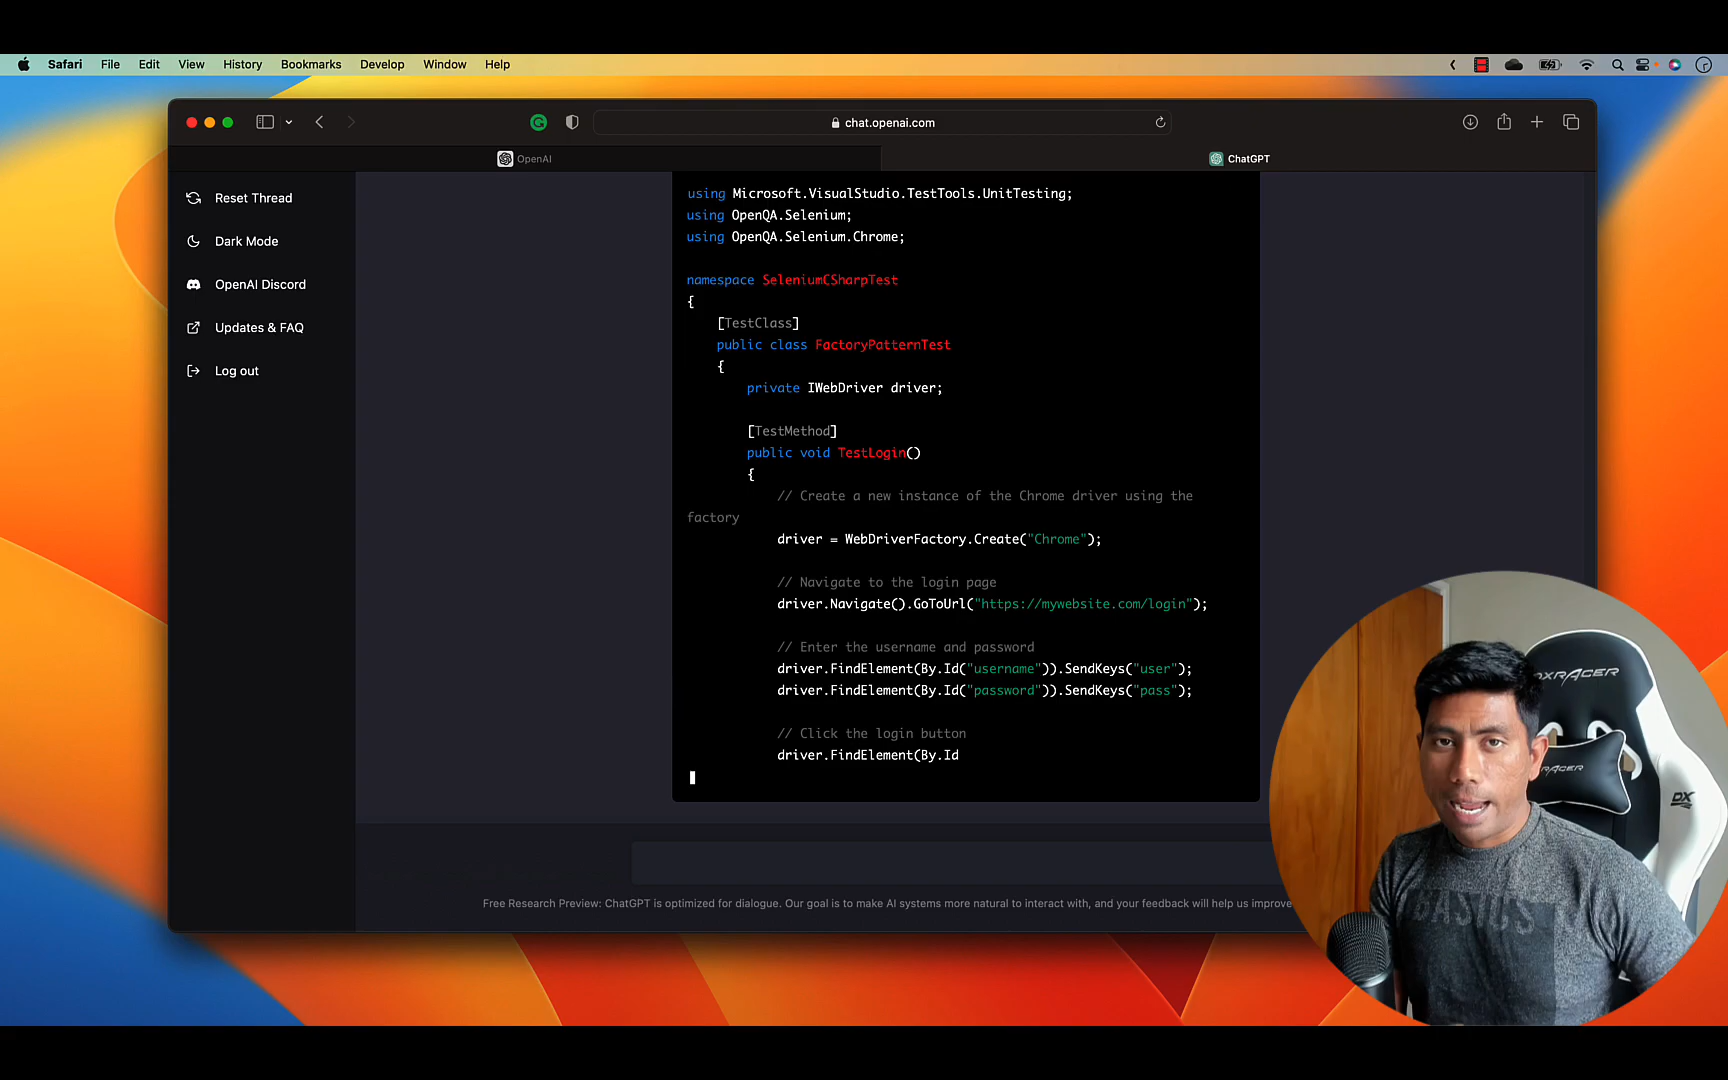 Safari File Edit View History Bookmarks Develop Window Help
chat.openai.com
OpenAI
ChatGPT
Reset Thread
Dark Mode
OpenAI Discord
Updates & FAQ
Log out
using Microsoft.VisualStudio.TestTools.UnitTesting;
using OpenQA.Selenium;
using OpenQA.Selenium.Chrome;
namespace SeleniumCSharpTest
{
[TestClass]
public class FactoryPatternTest
{
private IWebDriver driver;
[TestMethod]
public void TestLogin()
{
// Create a new instance of the Chrome driver using the
factory
driver = WebDriverFactory.Create("Chrome");
// Navigate to the login page
driver.Navigate().GoToUrl("https://mywebsite.com/login");
// Enter the username and password
driver.FindElement(By.Id("username")).SendKeys("user");
driver.FindElement(By.Id("password")).SendKeys("pass");
// Click the login button
driver.FindElement(By.Id
Free Research Preview: ChatGPT is optimized for dialogue. Our goal is to make AI systems more natural to interact with, and your feedback will help us improve
DXRACER
RACER
DX
BASICS